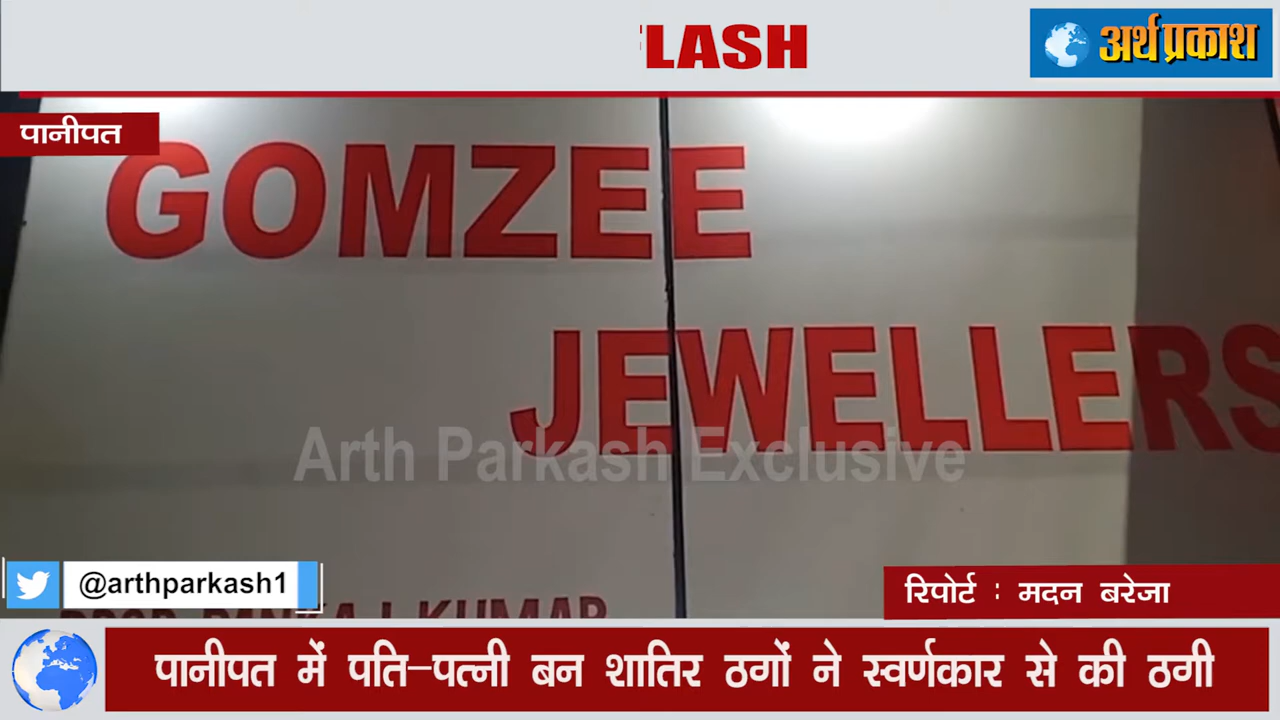 LASH
अर्थ प्रकाश
पानीपत
GOMZEE
JEWELLERS
Arth Parkash Exclusive
@arthparkash1
KUMAR
रिपोर्ट : मदन बरेजा
पानीपत में पति-पत्नी बन शातिर ठगों ने स्वर्णकार से की ठगी